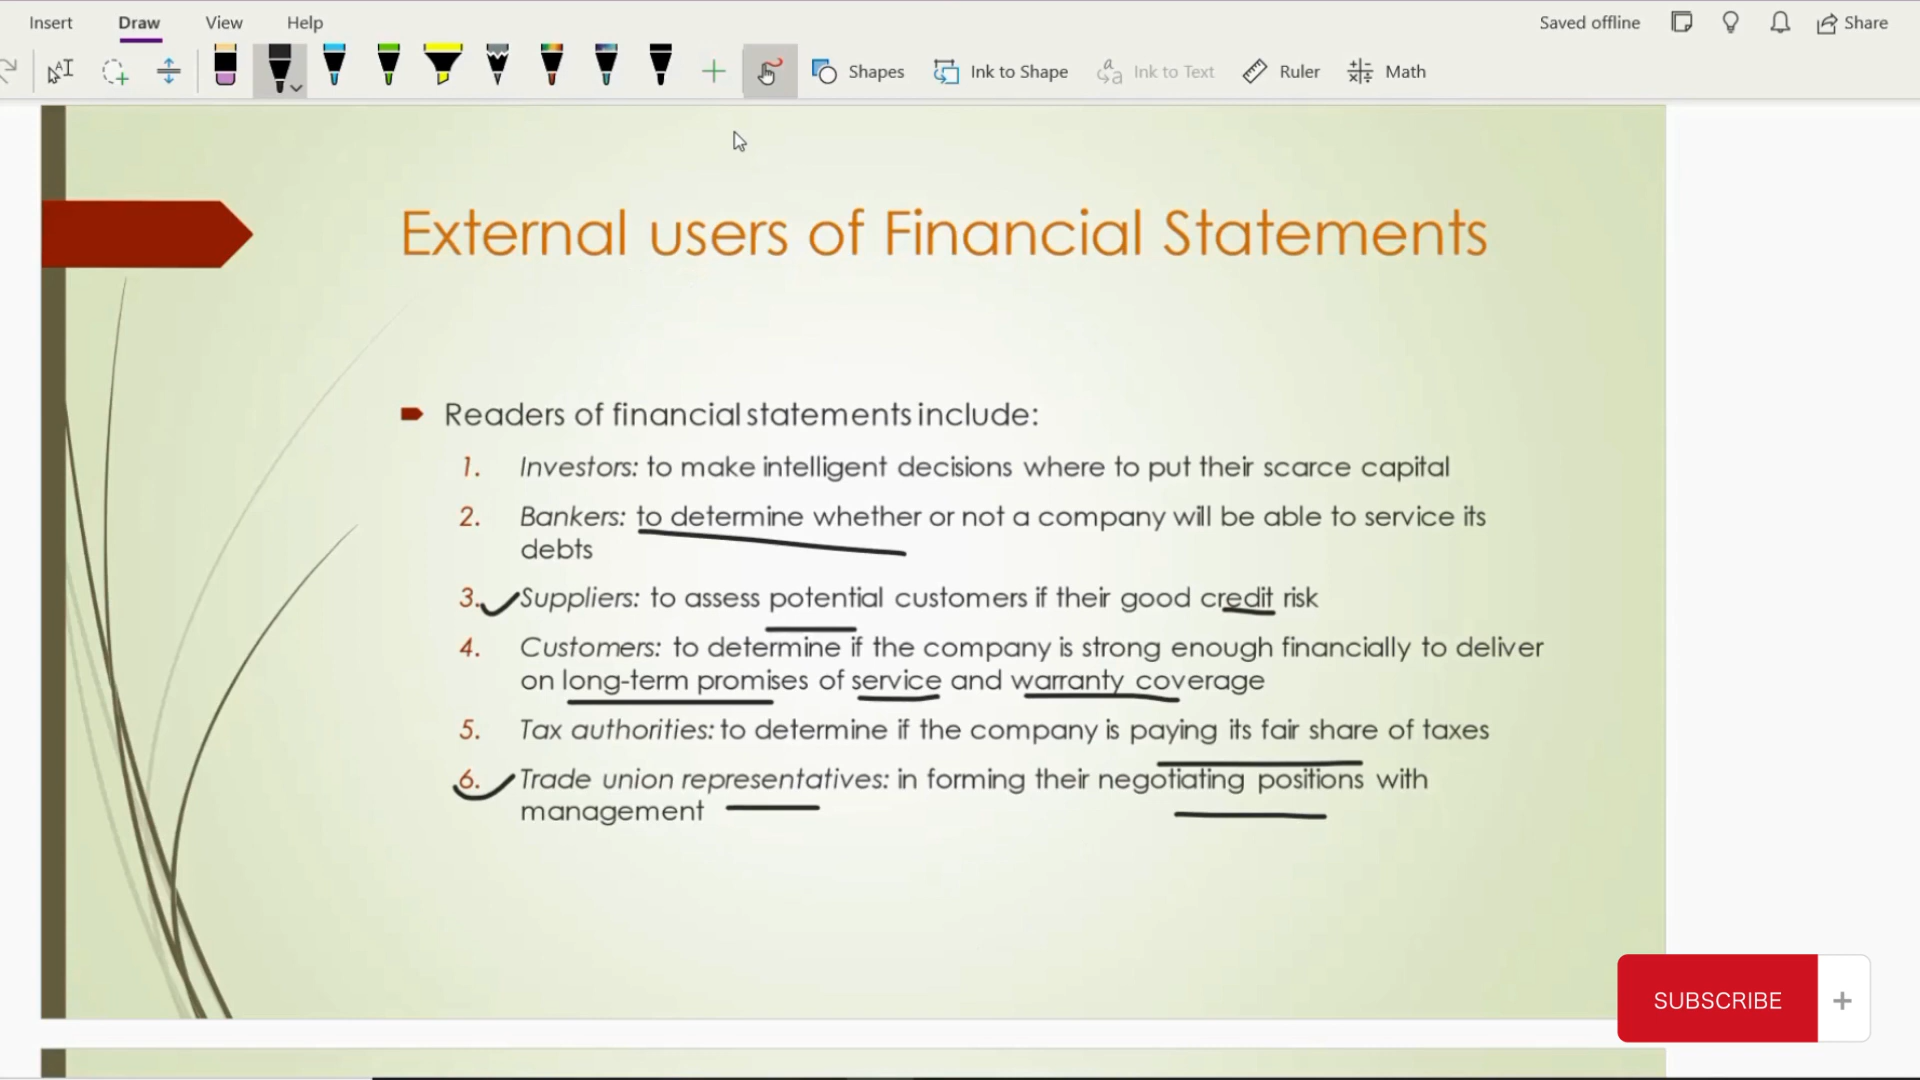 Insert Draw View Help Saved offline Share
Shapes Ink to Shape Ink to Text Ruler Math
External users of Financial Statements
Readers of financial statements include:
1. Investors: to make intelligent decisions where to put their scarce capital
2. Bankers: to determine whether or not a company will be able to service its
debts
3. Suppliers: to assess potential customers if their good credit risk
4. Customers: to determine if the company is strong enough financially to deliver
on long-term promises of service and warranty coverage
5. Tax authorities: to determine if the company is paying its fair share of taxes
6. Trade union representatives: in forming their negotiating positions with
management
SUBSCRIBE +